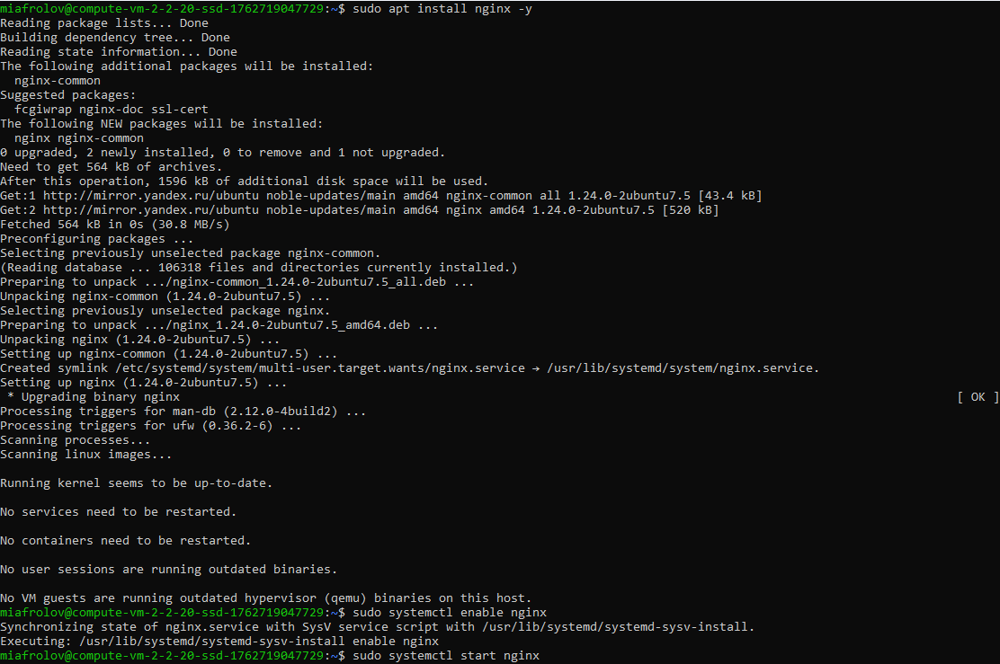 miafrolov@compute-vm-2-2-20-ssd-1762719047729:~$ sudo apt install nginx -y
Reading package lists... Done
Building dependency tree... Done
Reading state information... Done
The following additional packages will be installed:
  nginx-common
Suggested packages:
  fcgiwrap nginx-doc ssl-cert
The following NEW packages will be installed:
  nginx nginx-common
0 upgraded, 2 newly installed, 0 to remove and 1 not upgraded.
Need to get 564 kB of archives.
After this operation, 1596 kB of additional disk space will be used.
Get:1 http://mirror.yandex.ru/ubuntu noble-updates/main amd64 nginx-common all 1.24.0-2ubuntu7.5 [43.4 kB]
Get:2 http://mirror.yandex.ru/ubuntu noble-updates/main amd64 nginx amd64 1.24.0-2ubuntu7.5 [520 kB]
Fetched 564 kB in 0s (30.8 MB/s)
Preconfiguring packages ...
Selecting previously unselected package nginx-common.
(Reading database ... 106318 files and directories currently installed.)
Preparing to unpack .../nginx-common_1.24.0-2ubuntu7.5_all.deb ...
Unpacking nginx-common (1.24.0-2ubuntu7.5) ...
Selecting previously unselected package nginx.
Preparing to unpack .../nginx_1.24.0-2ubuntu7.5_amd64.deb ...
Unpacking nginx (1.24.0-2ubuntu7.5) ...
Setting up nginx-common (1.24.0-2ubuntu7.5) ...
Created symlink /etc/systemd/system/multi-user.target.wants/nginx.service → /usr/lib/systemd/system/nginx.service.
Setting up nginx (1.24.0-2ubuntu7.5) ...
 * Upgrading binary nginx [ OK ]
Processing triggers for man-db (2.12.0-4build2) ...
Processing triggers for ufw (0.36.2-6) ...
Scanning processes...
Scanning linux images...

Running kernel seems to be up-to-date.

No services need to be restarted.

No containers need to be restarted.

No user sessions are running outdated binaries.

No VM guests are running outdated hypervisor (qemu) binaries on this host.
miafrolov@compute-vm-2-2-20-ssd-1762719047729:~$ sudo systemctl enable nginx
Synchronizing state of nginx.service with SysV service script with /usr/lib/systemd/systemd-sysv-install.
Executing: /usr/lib/systemd/systemd-sysv-install enable nginx
miafrolov@compute-vm-2-2-20-ssd-1762719047729:~$ sudo systemctl start nginx